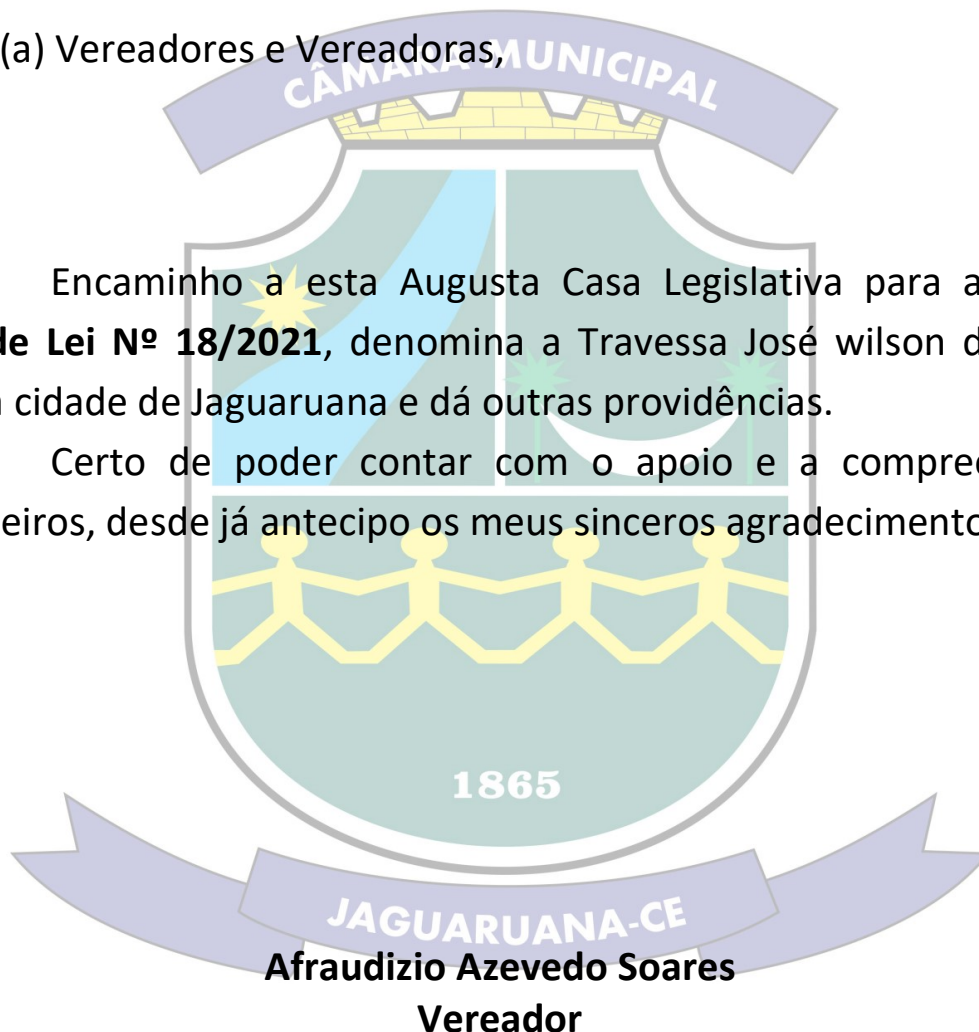 (a) Vereadores e Vereadoras,
CÂMARA MUNICIPAL
Encaminho a esta Augusta Casa Legislativa para a
de Lei Nº 18/2021, denomina a Travessa José wilson d
cidade de Jaguaruana e dá outras providências.
Certo de poder contar com o apoio e a compre
eiros, desde já antecipo os meus sinceros agradecimento
1865
JAGUARUANA-CE
Afraudizio Azevedo Soares
Vereador